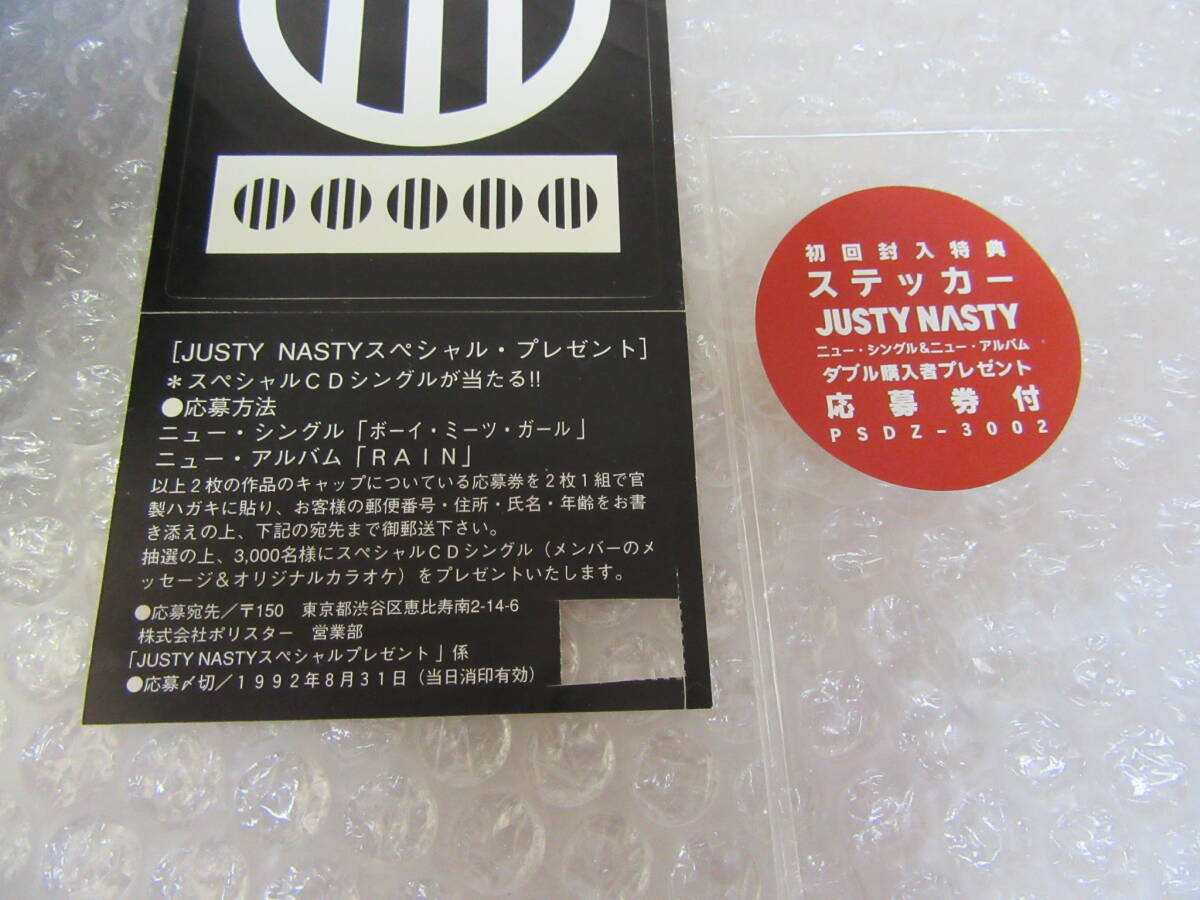 [JUSTY NASTYスペシャル・プレゼント]
＊スペシャルＣＤシングルが当たる!!
●応募方法
ニュー・シングル「ボーイ・ミーツ・ガール」
ニュー・アルバム「ＲＡＩＮ」
以上２枚の作品のキャップについている応募券を２枚１組で官
製ハガキに貼り、お客様の郵便番号・住所・氏名・年齢をお書
き添えの上、下記の宛先まで御郵送下さい。
抽選の上、3,000名様にスペシャルＣＤシングル（メンバーのメ
ッセージ＆オリジナルカラオケ）をプレゼントいたします。
●応募宛先／〒150　東京都渋谷区恵比寿南2-14-6
株式会社ポリスター　営業部
「JUSTY NASTYスペシャルプレゼント」係
●応募〆切／１９９２年８月３１日（当日消印有効）
初回封入特典
ステッカー
JUSTY NASTY
ニュー・シングル&ニュー・アルバム
ダブル購入者プレゼント
応募券付
PSDZ-3002